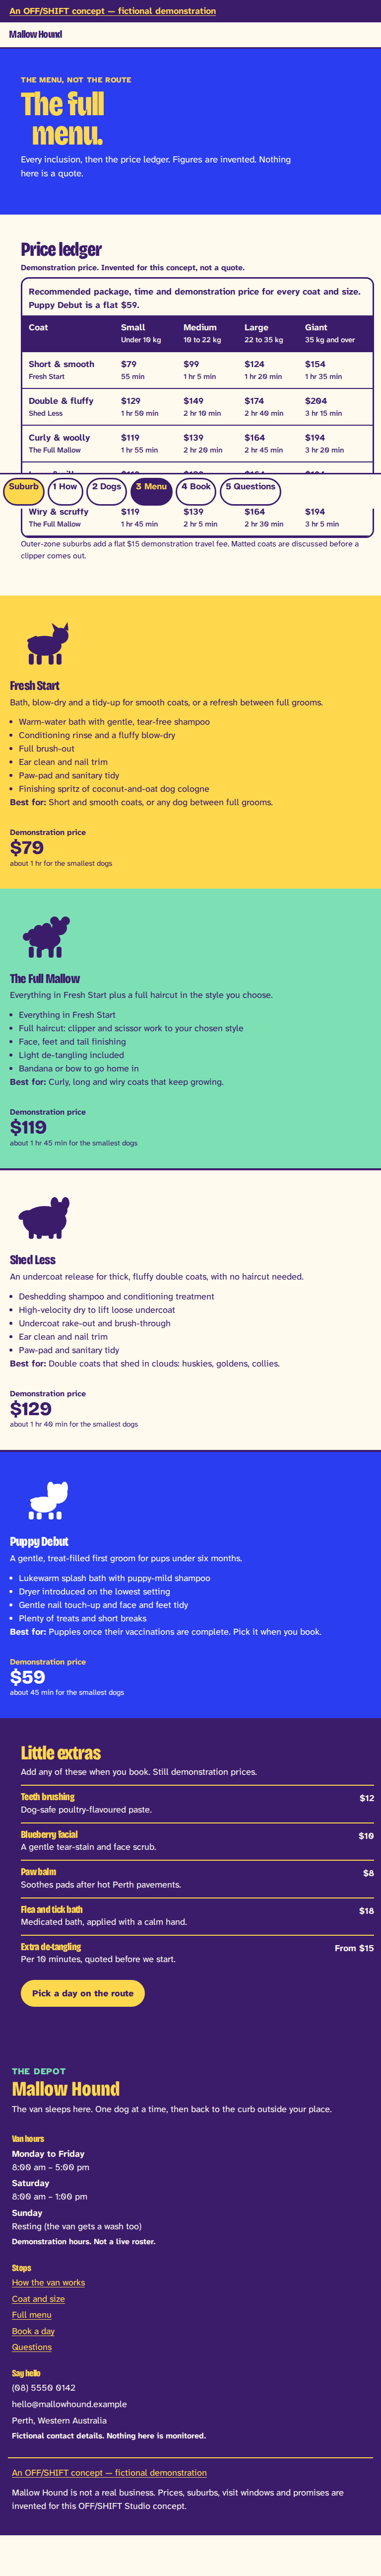 An OFF/SHIFT concept — fictional demonstration
Mallow Hound
THE MENU, NOT THE ROUTE
The full
menu.
Every inclusion, then the price ledger. Figures are invented. Nothing
here is a quote.
Price ledger
Demonstration price. Invented for this concept, not a quote.
Recommended package, time and demonstration price for every coat and size.
Puppy Debut is a flat $59.
Coat Small Medium Large Giant
Under 10 kg 10 to 22 kg 22 to 35 kg 35 kg and over
Short & smooth $79 $99 $124 $154
Fresh Start 55 min 1 hr 5 min 1 hr 20 min 1 hr 35 min
Double & fluffy $129 $149 $174 $204
Shed Less 1 hr 50 min 2 hr 10 min 2 hr 40 min 3 hr 15 min
Curly & woolly $119 $139 $164 $194
The Full Mallow 1 hr 55 min 2 hr 20 min 2 hr 45 min 3 hr 20 min
Suburb 1 How 2 Dogs 3 Menu 4 Book 5 Questions
Wiry & scruffy $119 $139 $164 $194
The Full Mallow 1 hr 45 min 2 hr 5 min 2 hr 30 min 3 hr 5 min
Outer-zone suburbs add a flat $15 demonstration travel fee. Matted coats are discussed before a
clipper comes out.
Fresh Start
Bath, blow-dry and a tidy-up for smooth coats, or a refresh between full grooms.
• Warm-water bath with gentle, tear-free shampoo
• Conditioning rinse and a fluffy blow-dry
• Full brush-out
• Ear clean and nail trim
• Paw-pad and sanitary tidy
• Finishing spritz of coconut-and-oat dog cologne
Best for: Short and smooth coats, or any dog between full grooms.
Demonstration price
$79
about 1 hr for the smallest dogs
The Full Mallow
Everything in Fresh Start plus a full haircut in the style you choose.
• Everything in Fresh Start
• Full haircut: clipper and scissor work to your chosen style
• Face, feet and tail finishing
• Light de-tangling included
• Bandana or bow to go home in
Best for: Curly, long and wiry coats that keep growing.
Demonstration price
$119
about 1 hr 45 min for the smallest dogs
Shed Less
An undercoat release for thick, fluffy double coats, with no haircut needed.
• Deshedding shampoo and conditioning treatment
• High-velocity dry to lift loose undercoat
• Undercoat rake-out and brush-through
• Ear clean and nail trim
• Paw-pad and sanitary tidy
Best for: Double coats that shed in clouds: huskies, goldens, collies.
Demonstration price
$129
about 1 hr 40 min for the smallest dogs
Puppy Debut
A gentle, treat-filled first groom for pups under six months.
• Lukewarm splash bath with puppy-mild shampoo
• Dryer introduced on the lowest setting
• Gentle nail touch-up and face and feet tidy
• Plenty of treats and short breaks
Best for: Puppies once their vaccinations are complete. Pick it when you book.
Demonstration price
$59
about 45 min for the smallest dogs
Little extras
Add any of these when you book. Still demonstration prices.
Teeth brushing $12
Dog-safe poultry-flavoured paste.
Blueberry facial $10
A gentle tear-stain and face scrub.
Paw balm $8
Soothes pads after hot Perth pavements.
Flea and tick bath $18
Medicated bath, applied with a calm hand.
Extra de-tangling From $15
Per 10 minutes, quoted before we start.
Pick a day on the route
THE DEPOT
Mallow Hound
The van sleeps here. One dog at a time, then back to the curb outside your place.
Van hours
Monday to Friday
8:00 am – 5:00 pm
Saturday
8:00 am – 1:00 pm
Sunday
Resting (the van gets a wash too)
Demonstration hours. Not a live roster.
Stops
How the van works
Coat and size
Full menu
Book a day
Questions
Say hello
(08) 5550 0142
hello@mallowhound.example
Perth, Western Australia
Fictional contact details. Nothing here is monitored.
An OFF/SHIFT concept — fictional demonstration
Mallow Hound is not a real business. Prices, suburbs, visit windows and promises are
invented for this OFF/SHIFT Studio concept.